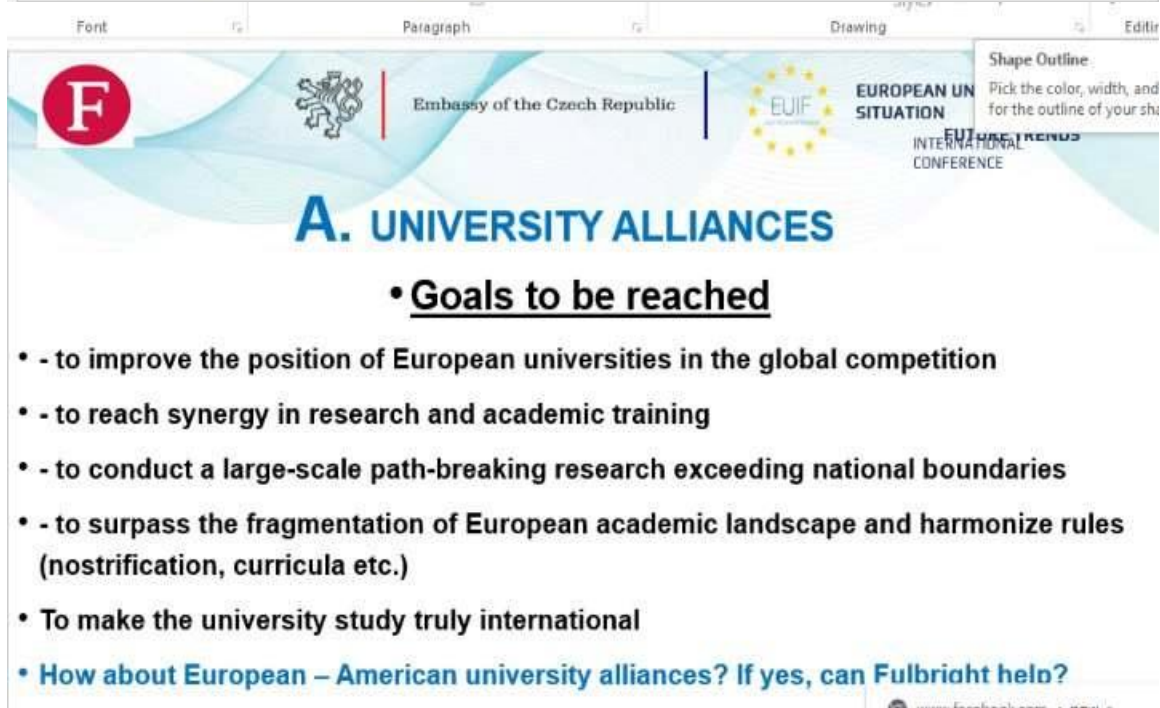 Font Paragraph Drawing
Shape Outline
Pick the color, width, and
for the outline of your
F
Embassy of the Czech Republic
EUIF
EUROPEAN
SITUATION
FUTURE TRENDS
INTERNATIONAL
CONFERENCE
A. UNIVERSITY ALLIANCES
• Goals to be reached
• - to improve the position of European universities in the global competition
• - to reach synergy in research and academic training
• - to conduct a large-scale path-breaking research exceeding national boundaries
• - to surpass the fragmentation of European academic landscape and harmonize rules
(nostrification, curricula etc.)
• To make the university study truly international
• How about European – American university alliances? If yes, can Fulbright help?